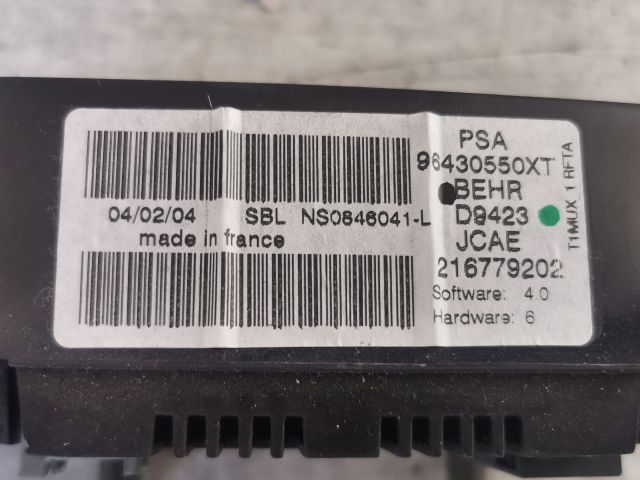 PSA
96430550XT
BEHR
D9423
JCAE
216779202
Software: 4.0
Hardware: 6
T1MUX 1 RFTA
04/02/04 SBL NS0846041-L
made in france